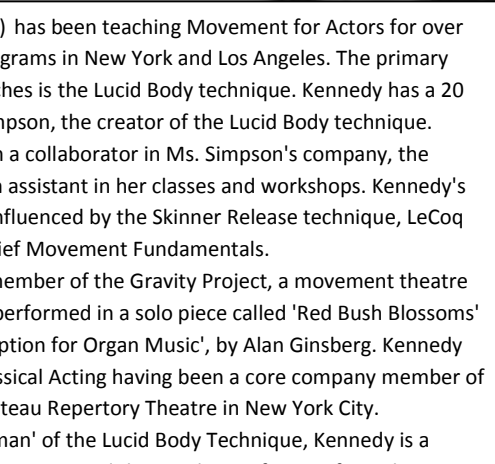 ) has been teaching Movement for Actors for over
grams in New York and Los Angeles. The primary
ches is the Lucid Body technique. Kennedy has a 20
mpson, the creator of the Lucid Body technique.
a collaborator in Ms. Simpson's company, the
assistant in her classes and workshops. Kennedy's
nfluenced by the Skinner Release technique, LeCoq
ief Movement Fundamentals.
member of the Gravity Project, a movement theatre
performed in a solo piece called 'Red Bush Blossoms'
ption for Organ Music', by Alan Ginsberg. Kennedy
ssical Acting having been a core company member of
teau Repertory Theatre in New York City.
man' of the Lucid Body Technique, Kennedy is a